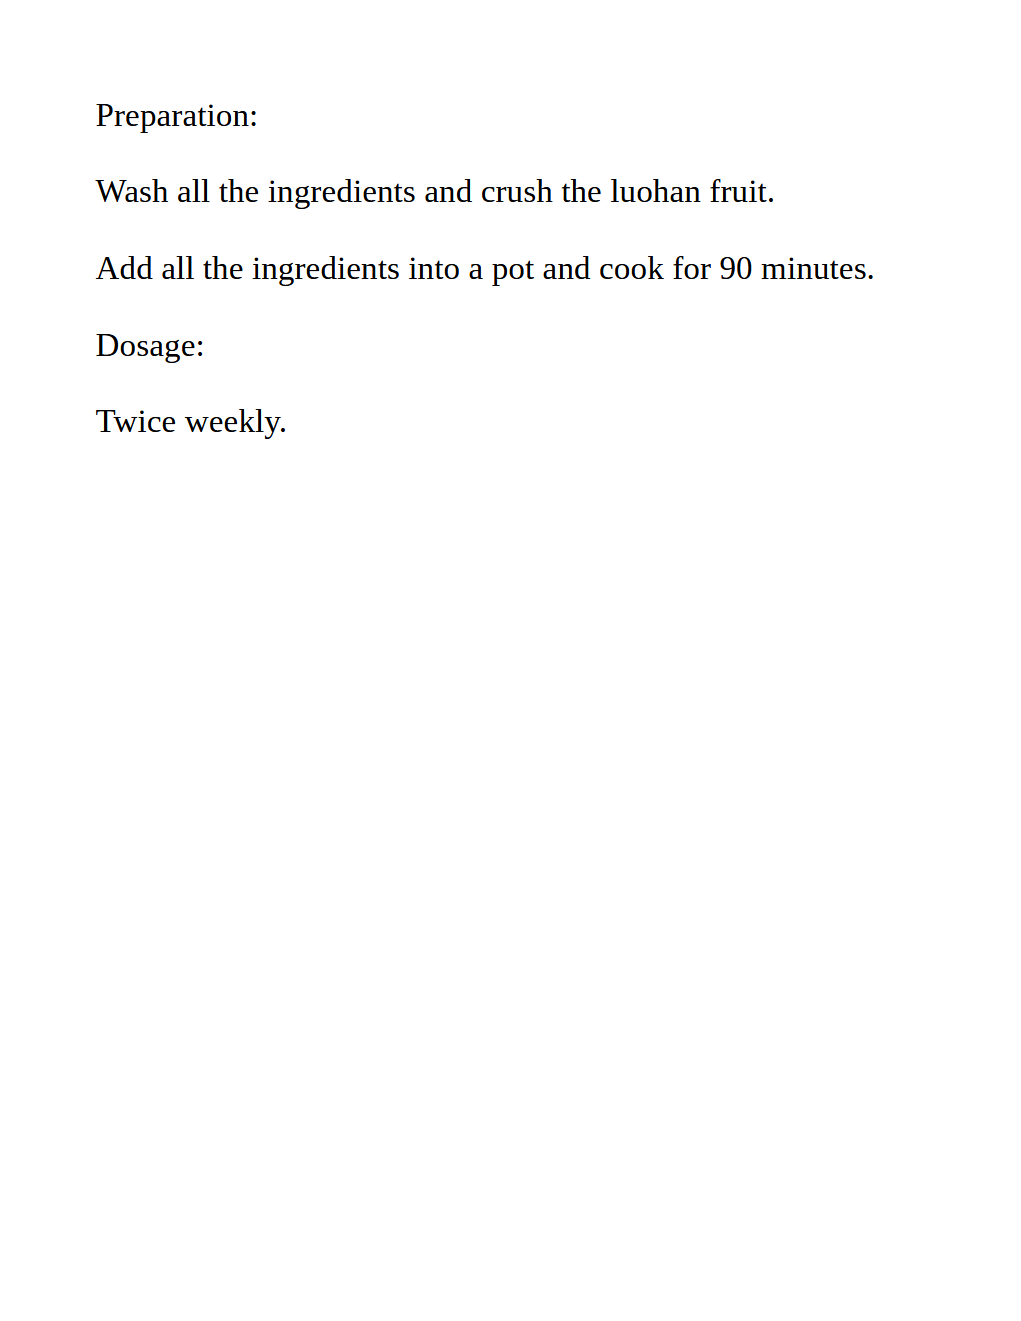 Preparation:
Wash all the ingredients and crush the luohan fruit.
Add all the ingredients into a pot and cook for 90 minutes.
Dosage:
Twice weekly.